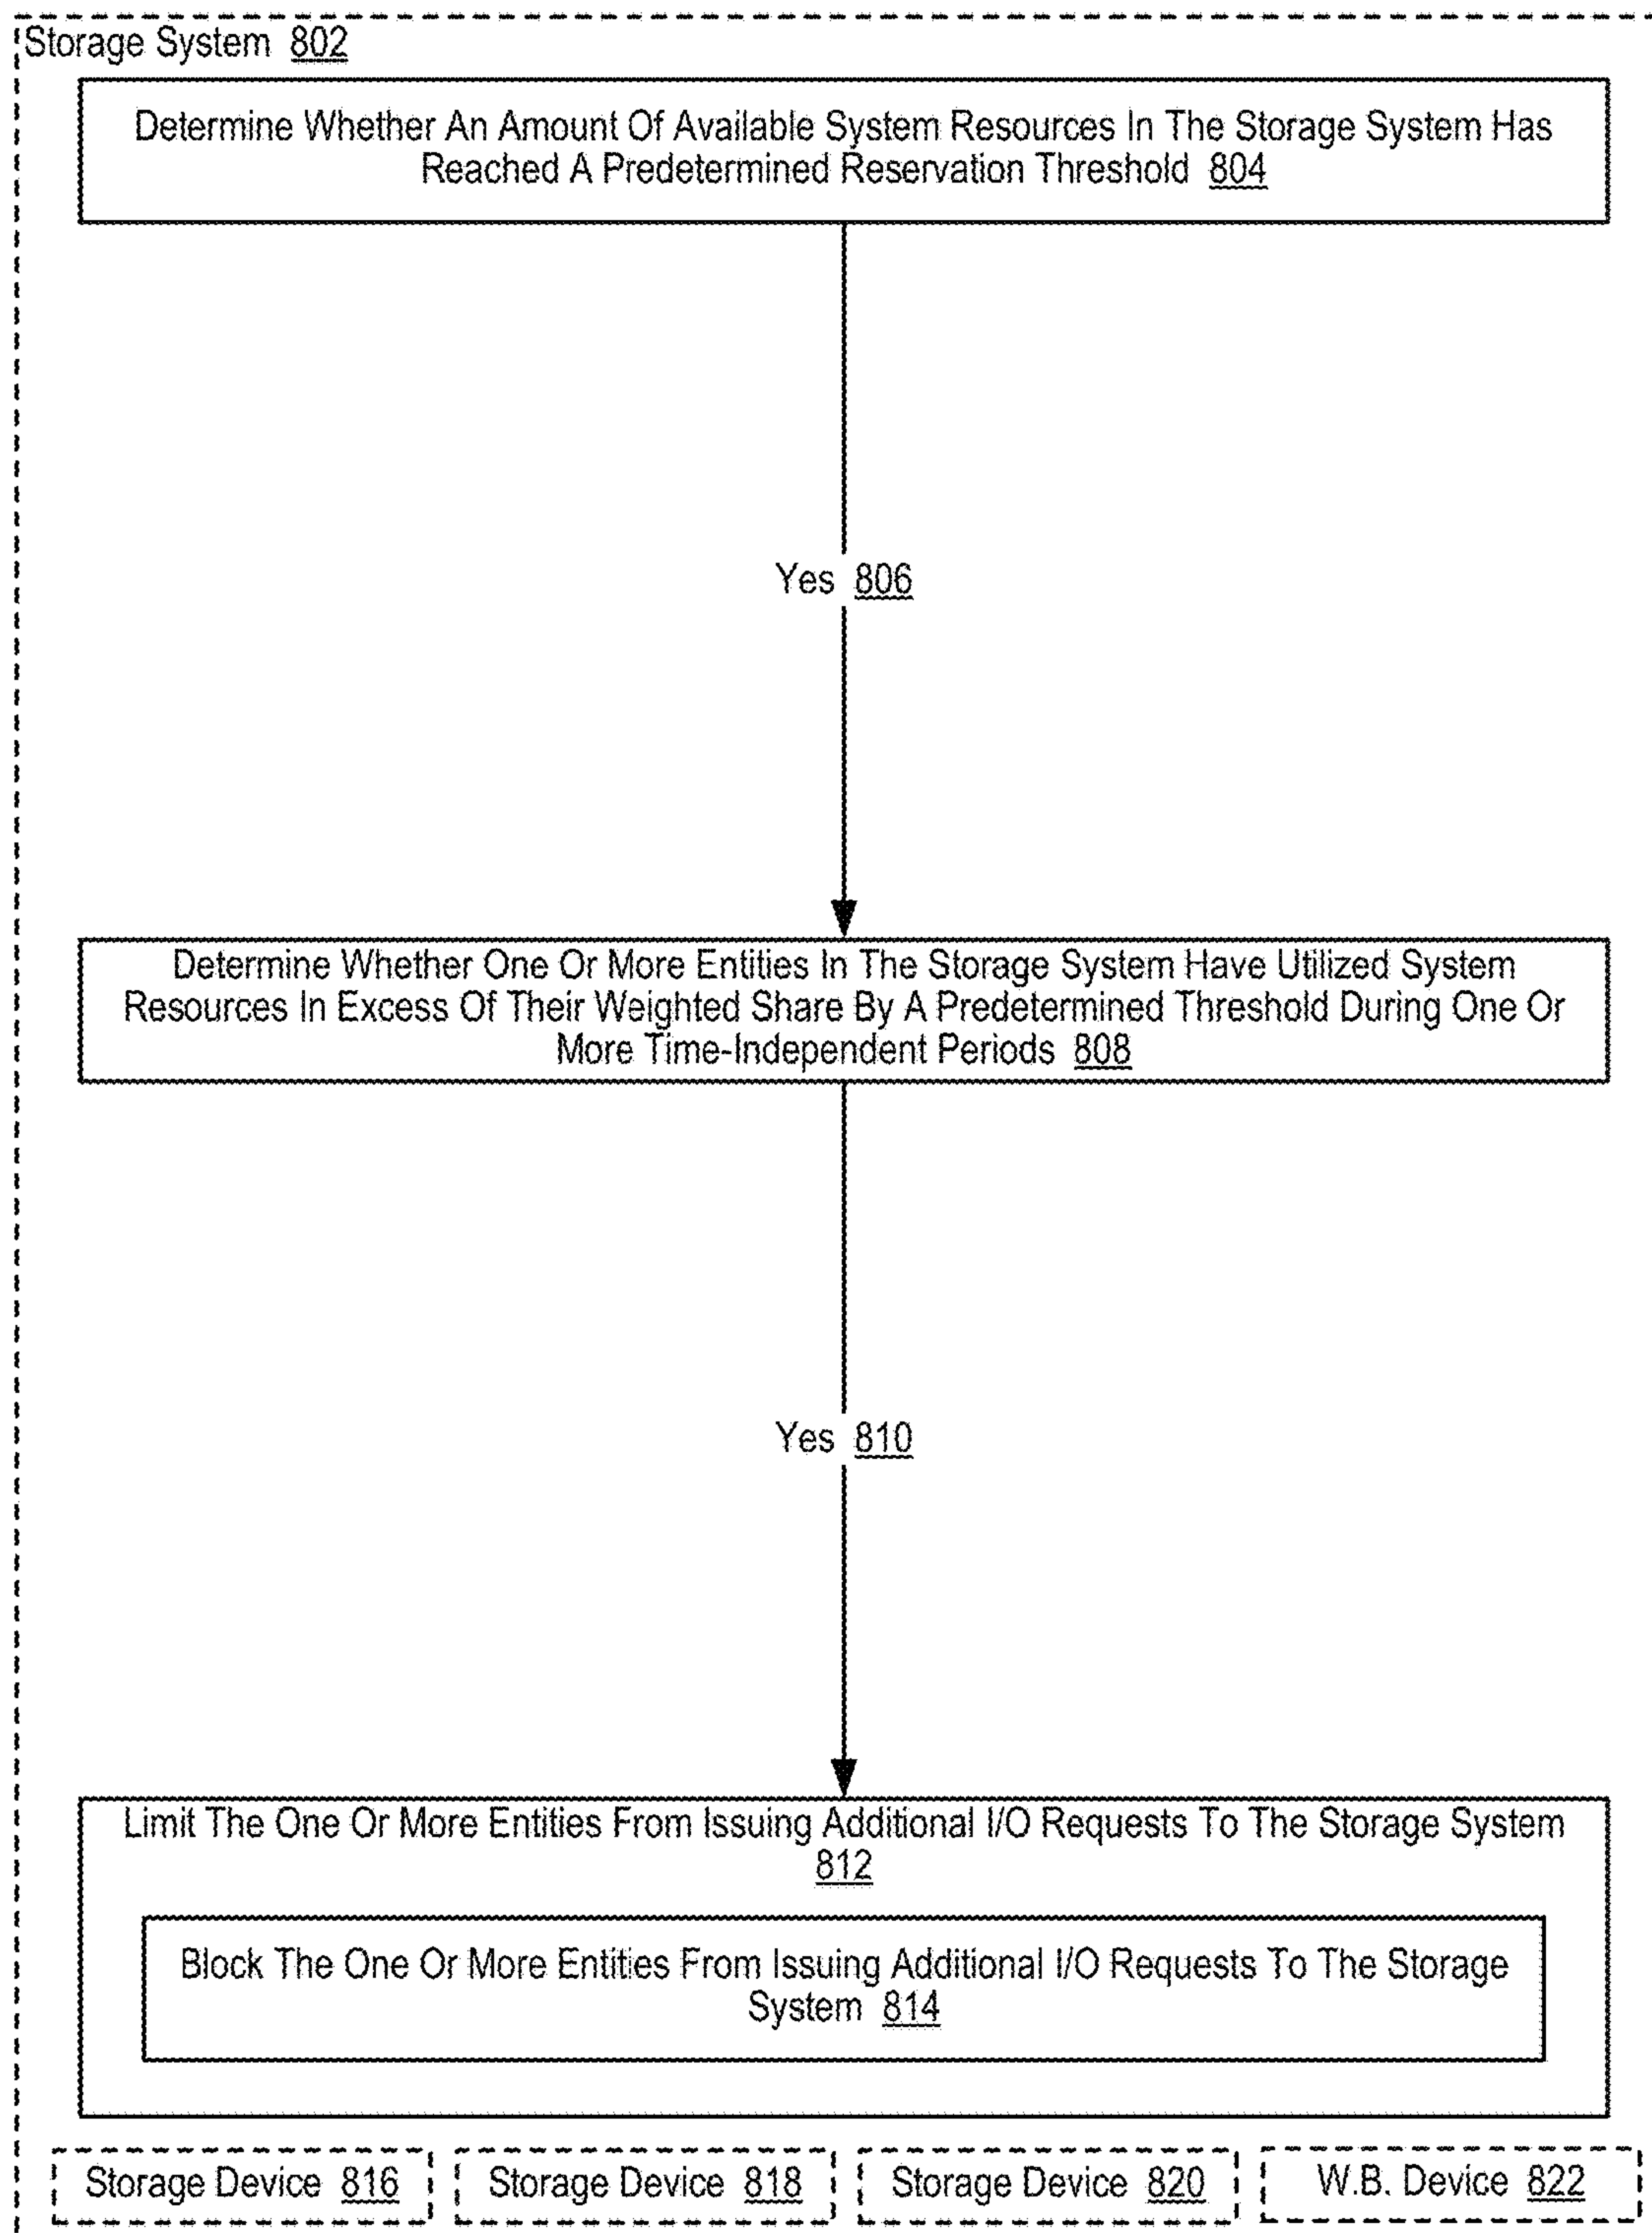 Storage System 802
Determine Whether An Amount Of Available System Resources In The Storage System Has
Reached A Predetermined Reservation Threshold 804
Yes 806
Determine Whether One Or More Entities In The Storage System Have Utilized System
Resources In Excess Of Their Weighted Share By A Predetermined Threshold During One Or
More Time-Independent Periods 808
Yes 810
Limit The One Or More Entities From Issuing Additional I/O Requests To The Storage System
812
Block The One Or More Entities From Issuing Additional I/O Requests To The Storage
System 814
Storage Device 816
Storage Device 818
Storage Device 820
W.B. Device 822